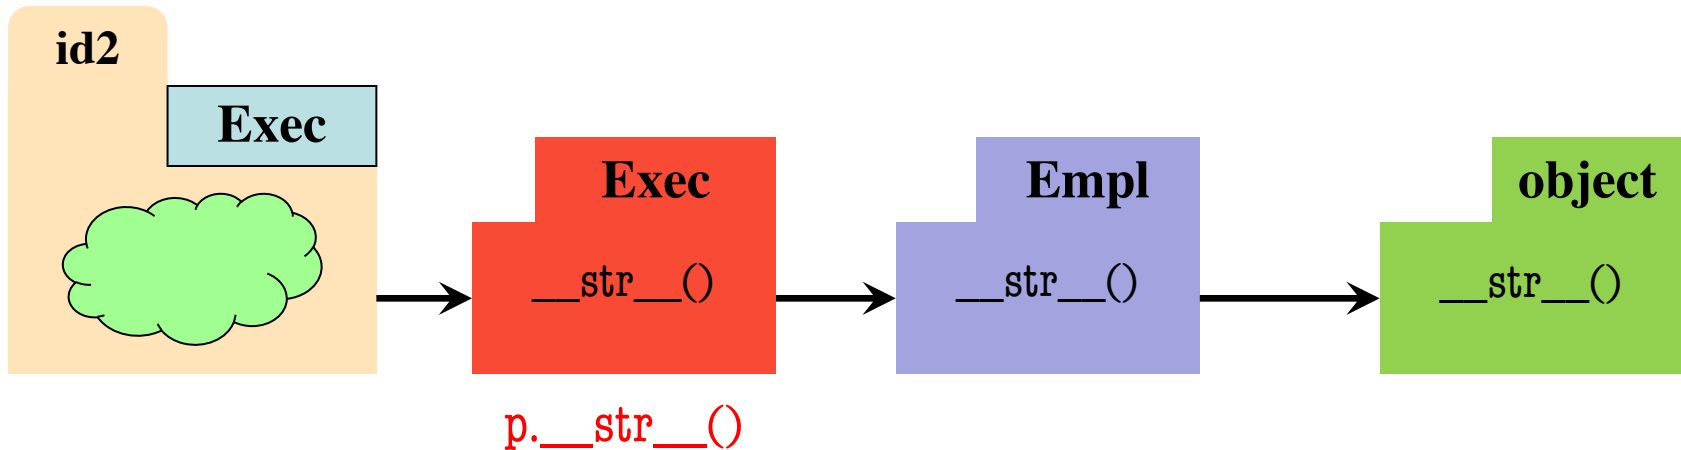 id2
Exec
Exec
Empl
object
__str__()
__str__()
__str__()
p.__str__()